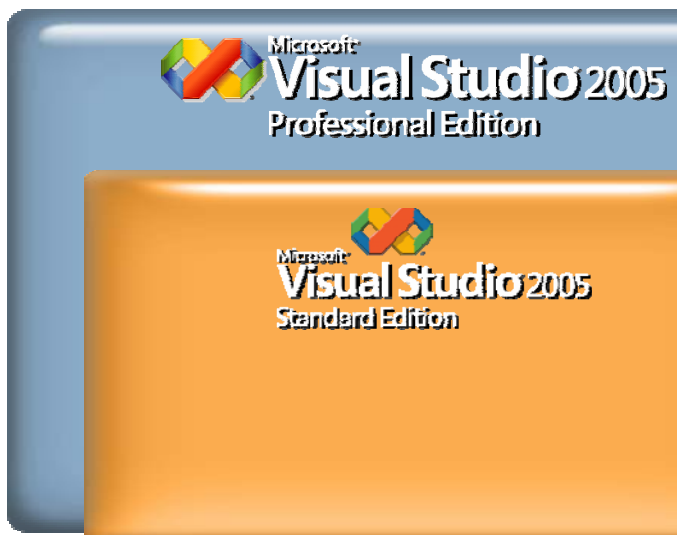 Microsoft
Visual Studio 2005
Professional Edition
Microsoft
Visual Studio 2005
Standard Edition